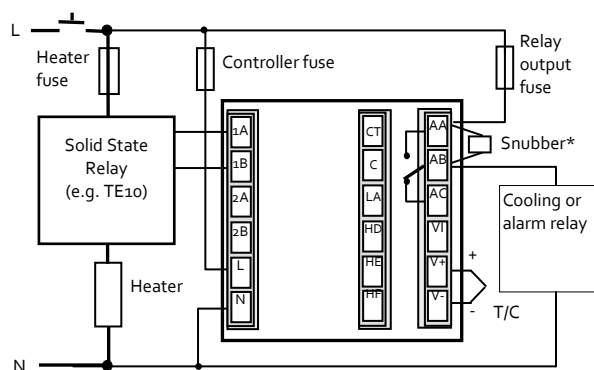 L
Heater
fuse
Controller fuse
Relay
output
fuse
Solid State
Relay
(e.g. TE10)
Heater
N
1A
1B
2A
2B
L
N
CT
C
LA
HD
HE
HF
AA
AB
AC
VI
V+
V-
Snubber*
Cooling or
alarm relay
+
-
T/C